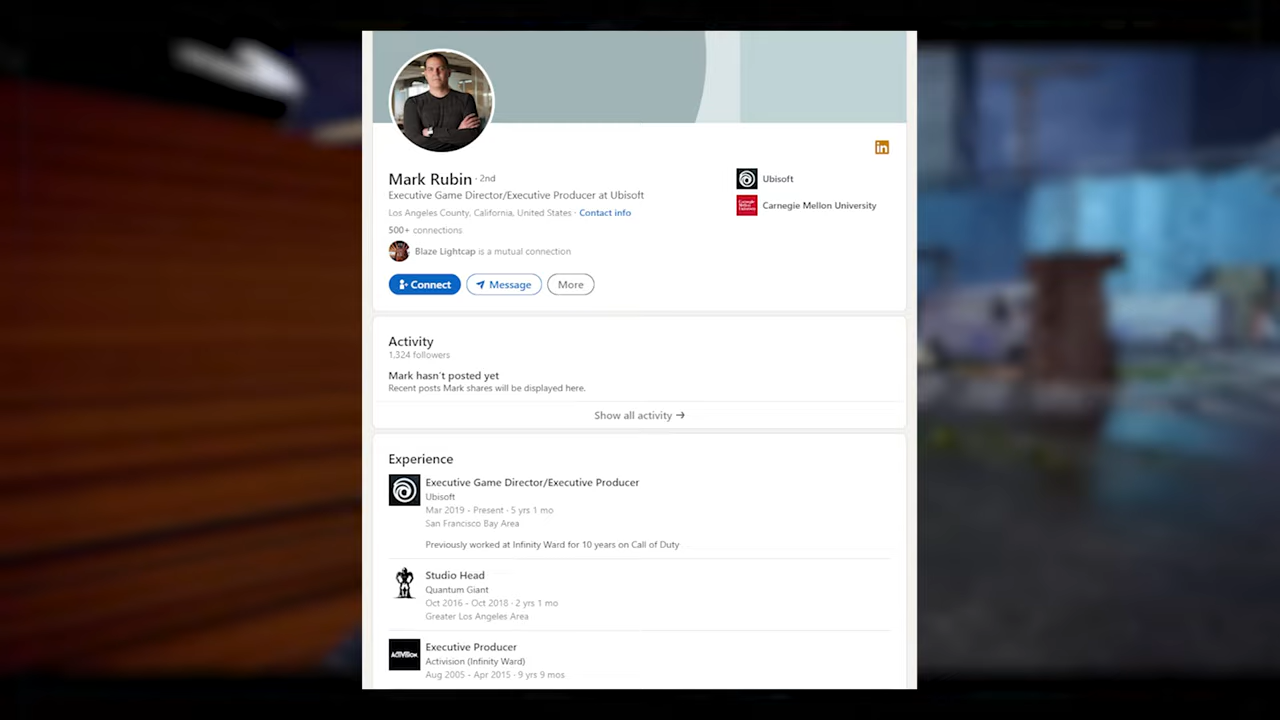 Mark Rubin · 2nd
Executive Game Director/Executive Producer at Ubisoft
Los Angeles County, California, United States · Contact info
500+ connections
Blaze Lightcap is a mutual connection
Connect
Message
More
in
Ubisoft
Carnegie Mellon University
Activity
1,324 followers
Mark hasn't posted yet
Recent posts Mark shares will be displayed here.
Show all activity →
Experience
Executive Game Director/Executive Producer
Ubisoft
Mar 2019 - Present · 5 yrs 1 mo
San Francisco Bay Area
Previously worked at Infinity Ward for 10 years on Call of Duty
Studio Head
Quantum Giant
Oct 2016 - Oct 2018 · 2 yrs 1 mo
Greater Los Angeles Area
ACTIVISION
Executive Producer
Activision (Infinity Ward)
Aug 2005 - Apr 2015 · 9 yrs 9 mos